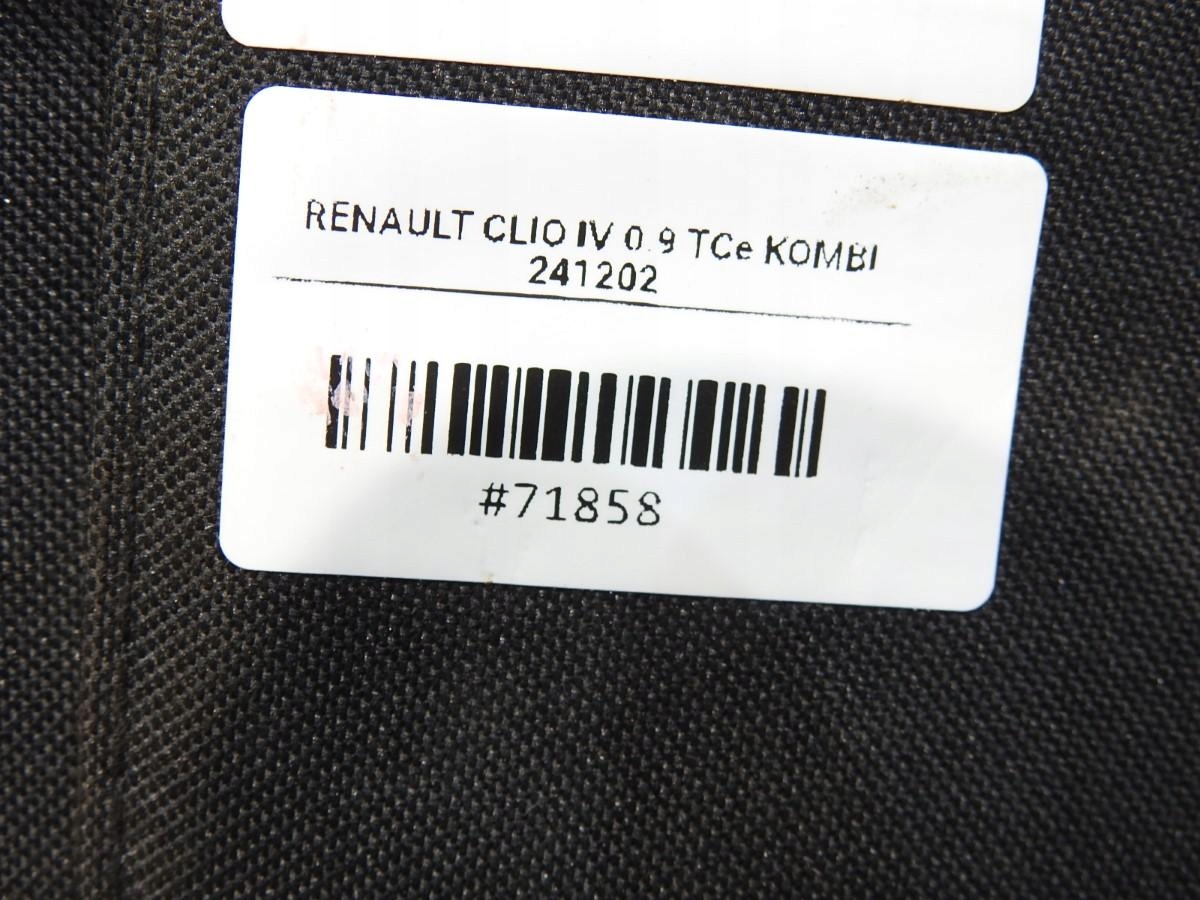 RENAULT CLIO IV 0.9 TCe KOMBI
241202
#71858